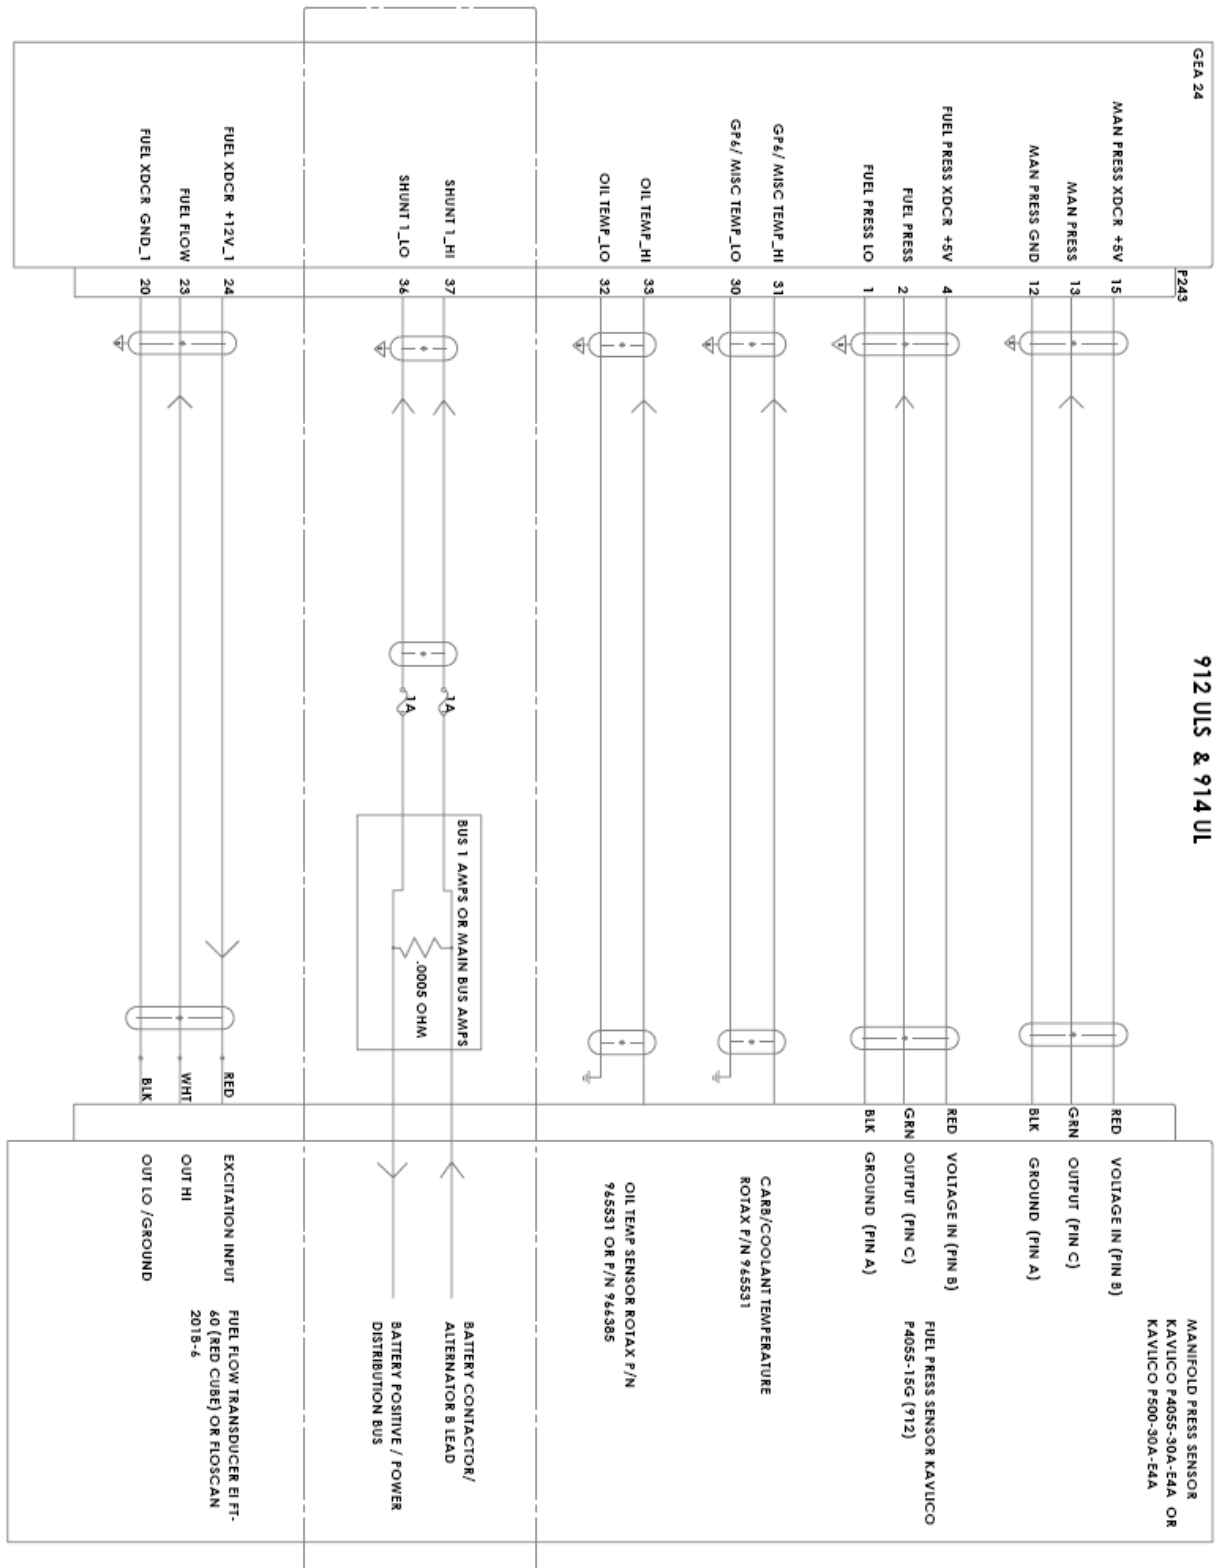 912 ULS & 914 UL
GEA 24
P243
MANIFOLD PRESS SENSOR
KAVLICO P4055-30A-E4A OR
KAVLICO P500-30A-E4A
MAN PRESS XDCR +5V 15 RED VOLTAGE IN (PIN B)
MAN PRESS 13 GRN OUTPUT (PIN C)
MAN PRESS GND 12 BLK GROUND (PIN A)
FUEL PRESS XDCR +5V 4 RED VOLTAGE IN (PIN B)
FUEL PRESS 2 GRN OUTPUT (PIN C)
FUEL PRESS LO 1 BLK GROUND (PIN A)
FUEL PRESS SENSOR KAVLICO
P4055-15G (912)
GP6/ MISC TEMP_HI 31
GP6/ MISC TEMP_LO 30
CARB/COOLANT TEMPERATURE
ROTAX P/N 965531
OIL TEMP_HI 33
OIL TEMP_LO 32
OIL TEMP SENSOR ROTAX P/N
965531 OR P/N 966385
BUS 1 AMPS OR MAIN BUS AMPS
SHUNT 1_HI 37 1A
SHUNT 1_LO 36 1A
.0005 OHM
BATTERY CONTACTOR/
ALTERNATOR B LEAD
BATTERY POSITIVE / POWER
DISTRIBUTION BUS
FUEL XDCR +12V_1 24 RED EXCITATION INPUT
FUEL FLOW 23 WHT OUT HI
FUEL XDCR GND_1 20 BLK OUT LO /GROUND
FUEL FLOW TRANSDUCER EI FT-
60 (RED CUBE) OR FLOSCAN
201B-6